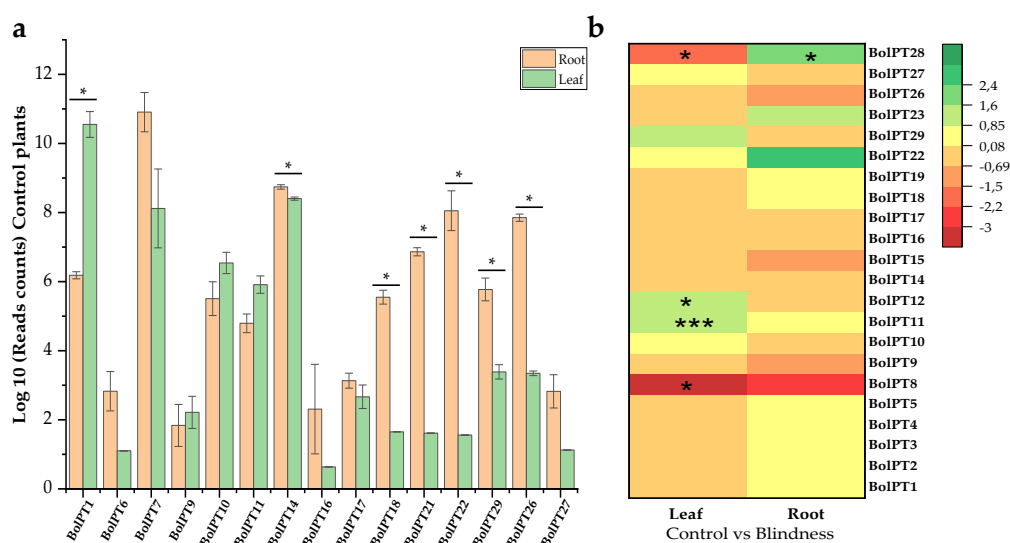 a
Log 10 (Reads counts) Control plants
12
10
8
6
4
2
0
Root
Leaf
*
*
*
*
*
*
*
BolPT1
BolPT6
BolPT7
BolPT9
BolPT10
BolPT11
BolPT14
BolPT16
BolPT17
BolPT18
BolPT21
BolPT22
BolPT29
BolPT26
BolPT27
b
* * BolPT28
BolPT27
BolPT26
BolPT23
BolPT29
BolPT22
BolPT19
BolPT18
BolPT17
BolPT16
BolPT15
BolPT14
* BolPT12
*** BolPT11
BolPT10
BolPT9
* BolPT8
BolPT5
BolPT4
BolPT3
BolPT2
BolPT1
Leaf Root
Control vs Blindness
2,4
1,6
0,85
0,08
-0,69
-1,5
-2,2
-3